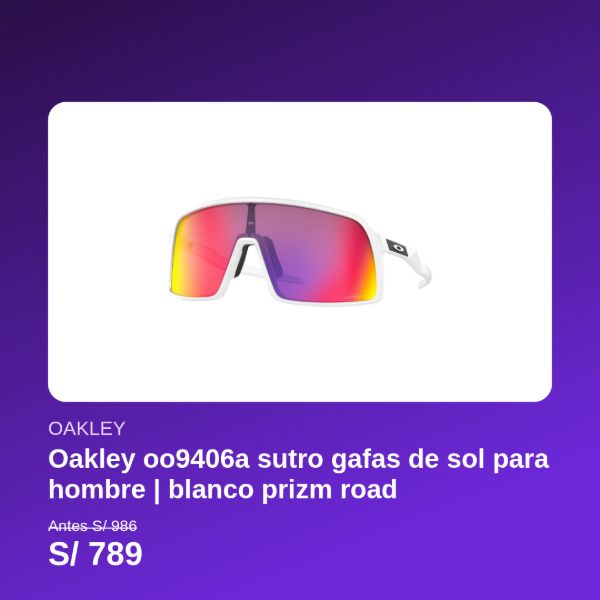 OAKLEY
Oakley oo9406a sutro gafas de sol para
hombre | blanco prizm road
Antes S/ 986
S/ 789